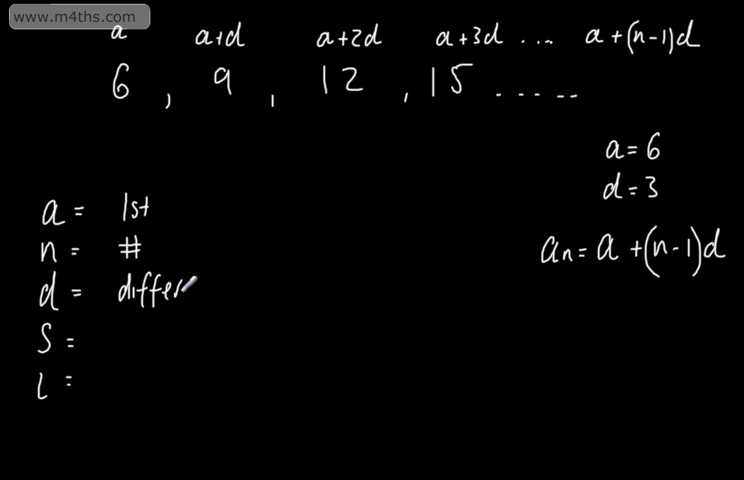 www.m4ths.com
a a+d a+2d a+3d .... a+(n-1)d
6 , 9 , 12 , 15 .....
a = 6
d = 3
a = 1st
n = #
an = a + (n-1)d
d = differ
S =
L =